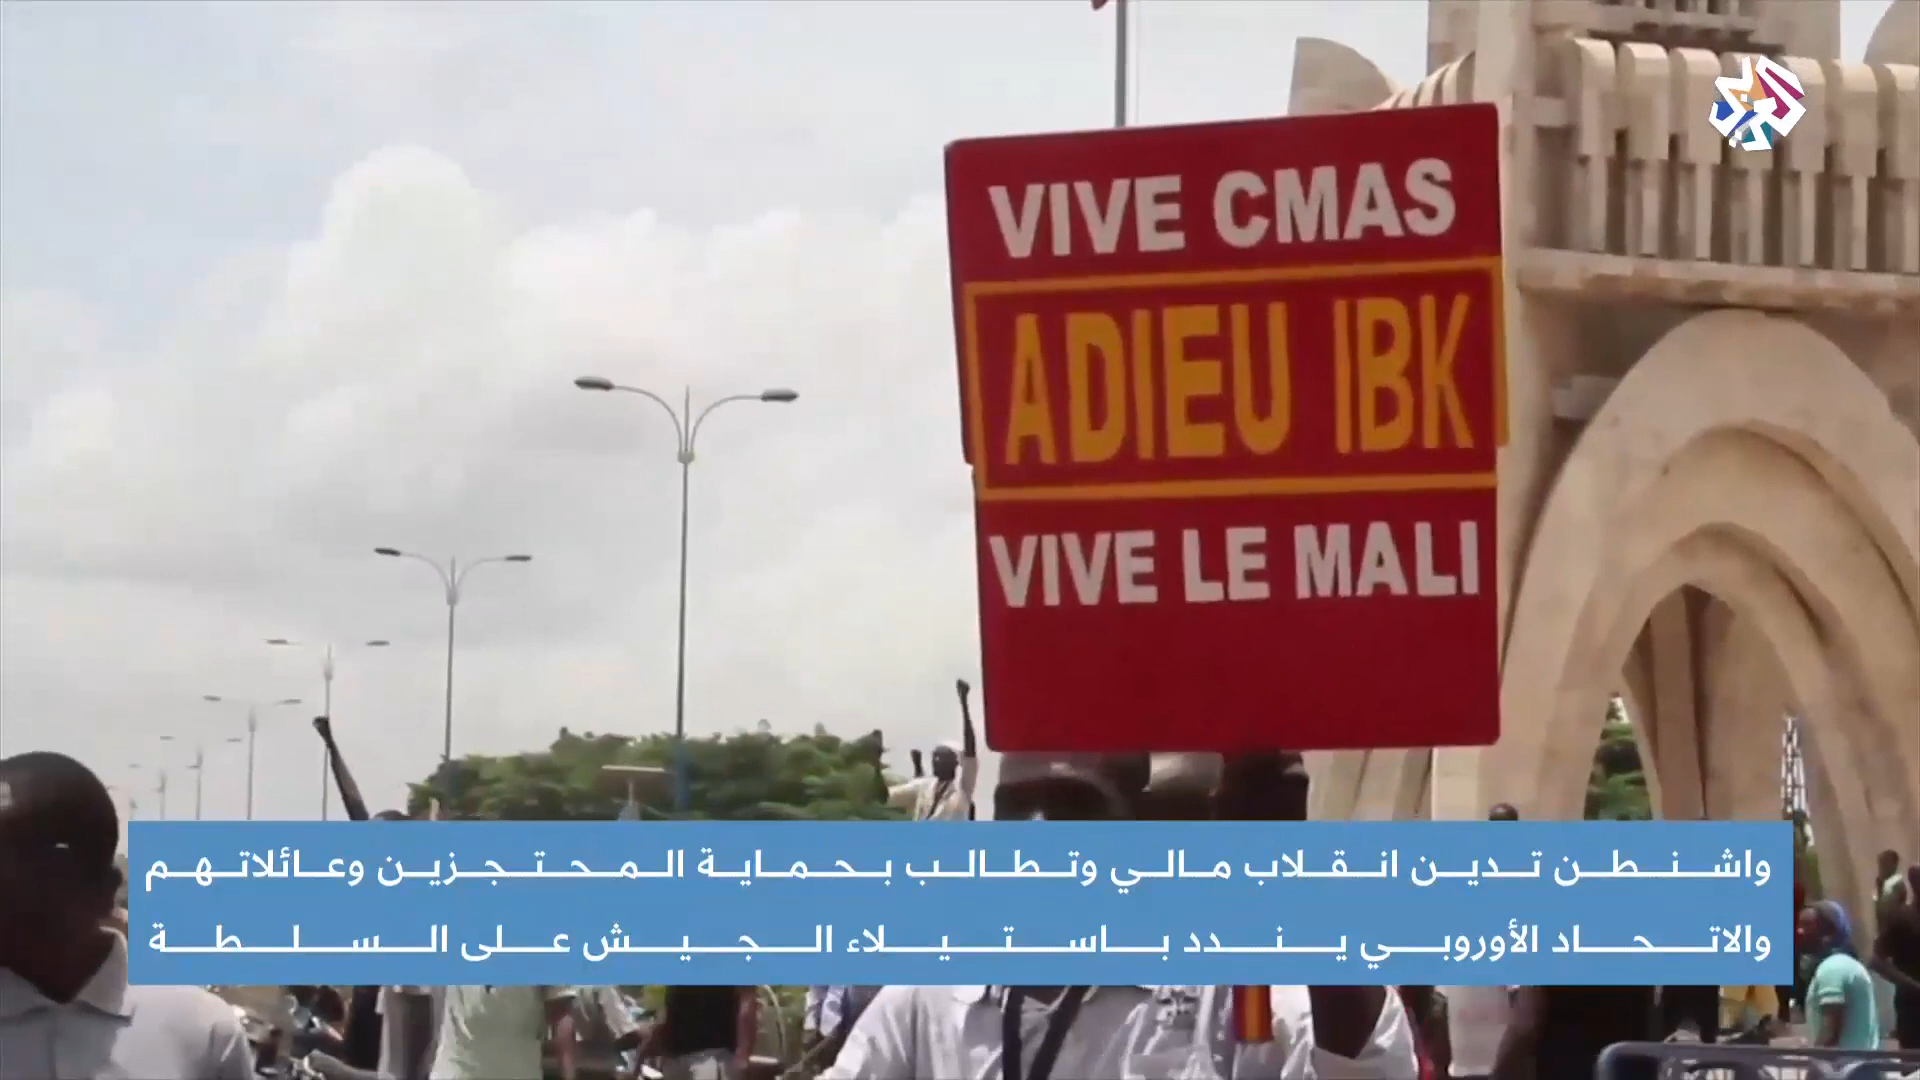 VIVE CMAS
ADIEU IBK
VIVE LE MALI
واشنطن تدين انقلاب مالي وتطالب بحماية المحتجزين وعائلاتهم
والاتحاد الأوروبي يندد باستيلاء الجيش على السلطة